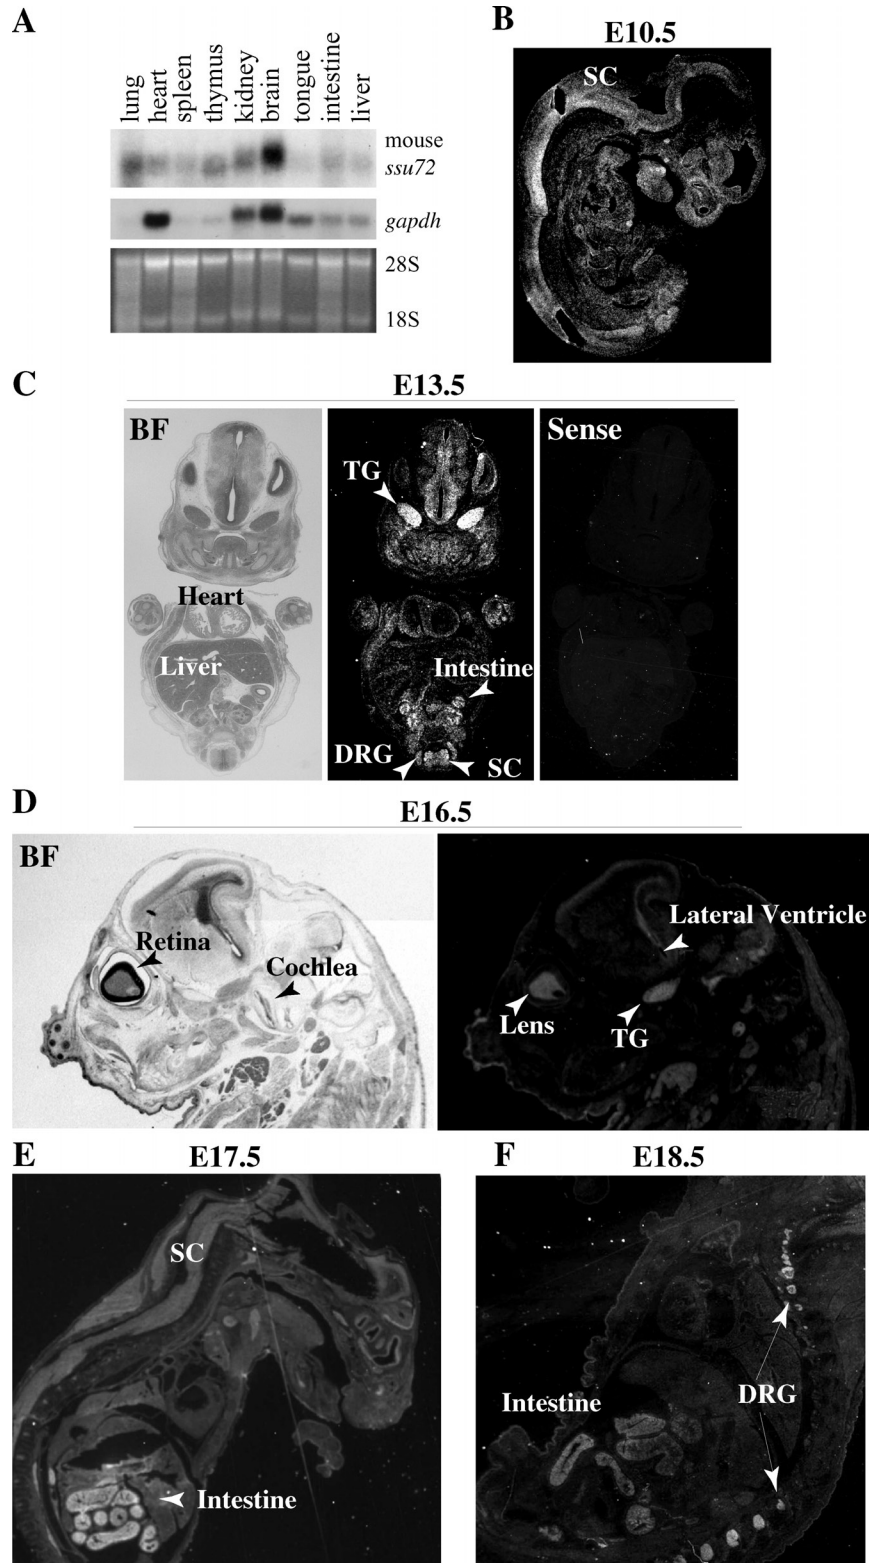 A
lung heart spleen thymus kidney brain tongue intestine liver
mouse
ssu72
gapdh
28S
18S
B
E10.5
SC
C
E13.5
BF
Heart
Liver
TG
Intestine
DRG
SC
Sense
D
E16.5
BF
Retina
Cochlea
Lateral Ventricle
Lens
TG
E
E17.5
SC
Intestine
F
E18.5
Intestine
DRG